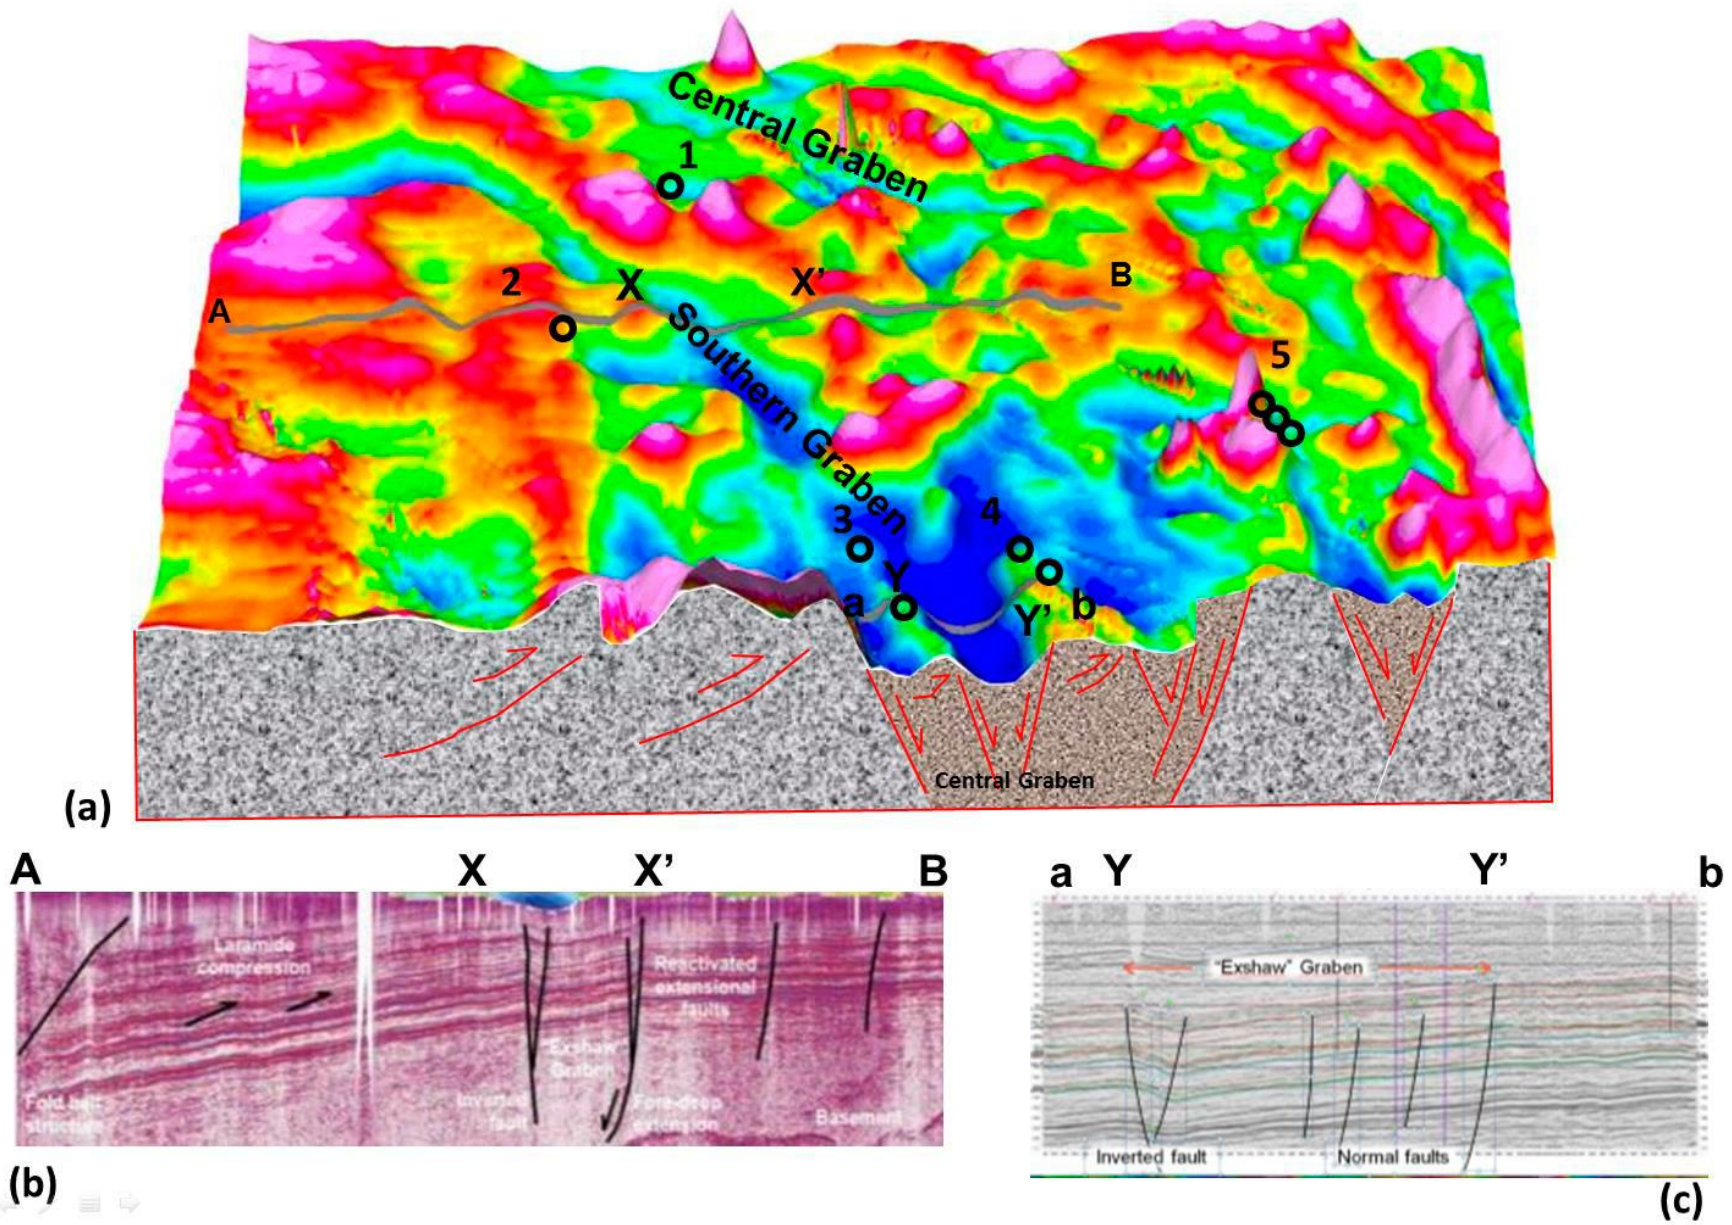 Central Graben
1
2
X
X’
B
A
Southern Graben
5
3
4
Y
a
Y’
b
Central Graben
(a)
A
X
X’
B
a
Y
Y’
b
Laramide
compression
Reactivated
extensional
faults
"Exshaw"
Graben
Inverted
fault
Fore-deep
extension
Fold belt
structure
Basement
(b)
"Exshaw" Graben
Inverted fault
Normal faults
(c)